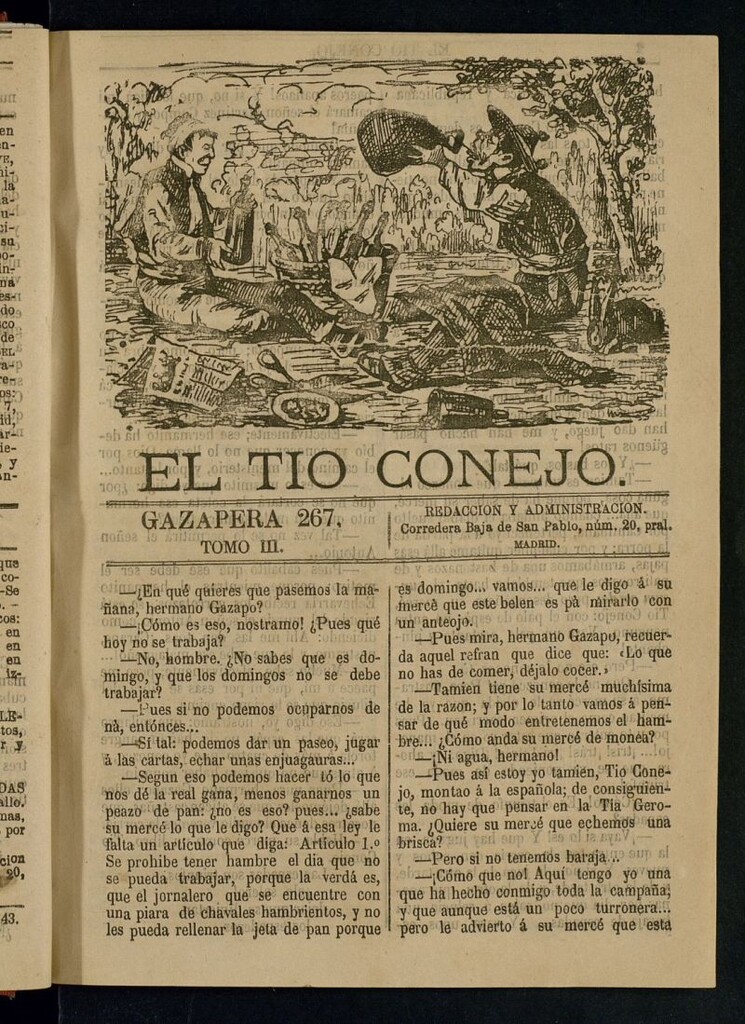 EL TIO CONEJO.
GAZAPERA 267.
TOMO III.
REDACCION Y ADMINISTRACION.
Corredera Baja de San Pablo, núm. 20, pral.
MADRID.
—¿En qué quieres que pasemos la ma-
ñana, hermano Gazapo?
—¡Cómo es eso, nostramo! ¿Pues qué
hoy no se trabaja?
—No, hombre. ¿No sabes que es do-
mingo, y que los domingos no se debe
trabajar?
—Pues si no podemos ocuparnos de
nà, entónces...
—Sí tal: podemos dar un paseo, jugar
á las cartas, echar unas enjuagauras...
—Segun eso podemos hacer tó lo que
nos dé la real gana, menos ganarnos un
peazo de pan: ¿no es eso? pues... ¿sabe
su mercé lo que le digo? Que á esa ley le
falta un artículo que diga: Artículo 1.º
Se prohibe tener hambre el dia que no
se pueda trabajar, porque la verdá es,
que el jornalero que se encuentre con
una piara de chavales hambrientos, y no
les pueda rellenar la jeta de pan porque
es domingo... vamos... que le digo á su
mercè que este belen es pà mirarlo con
un anteojo.
—Pues mira, hermano Gazapo, recuer-
da aquel refran que dice que: «Lo que
no has de comer, déjalo cocer.»
—Tamien tiene su mercé muchísima
de la razon; y por lo tanto vamos á pen-
sar de qué modo entretenemos el ham-
bre... ¿Cómo anda su mercé de monea?
—¡Ni agua, hermano!
—Pues así estoy yo tamien, Tio Cone-
jo, montao á la española; de consiguien-
te, no hay que pensar en la Tia Gero-
ma. ¿Quiere su mercé que echemos una
brisca?
—Pero si no tenemos baraja...
—¡Cómo que no! Aquí tengo yo una
que ha hecho conmigo toda la campaña;
y que aunque está un poco turronera...
pero le advierto á su mercé que esta